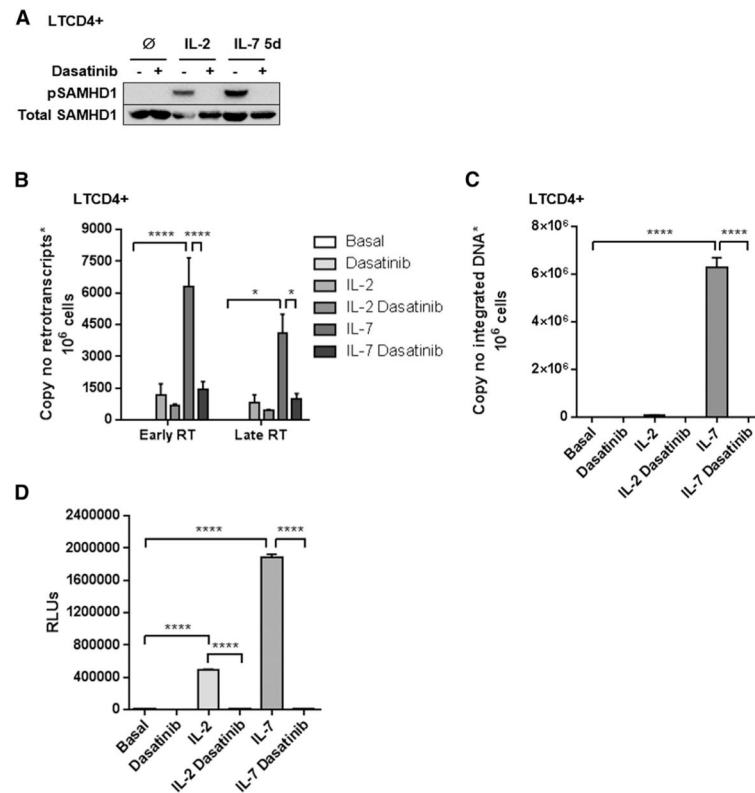 A
LTCD4+
Ø IL-2 IL-7 5d
Dasatinib - + - + - +
pSAMHD1
Total SAMHD1
B
LTCD4+
Copy no retrotranscripts*
10⁶ cells
9000
7500
6000
4500
3000
1500
0
**** ****
* *
Early RT Late RT
Basal
Dasatinib
IL-2
IL-2 Dasatinib
IL-7
IL-7 Dasatinib
C
LTCD4+
Copy no integrated DNA*
10⁶ cells
8×10⁶
6×10⁶
4×10⁶
2×10⁶
0
**** ****
Basal
Dasatinib
IL-2
IL-2 Dasatinib
IL-7
IL-7 Dasatinib
D
RLUs
2400000
2000000
1600000
1200000
800000
400000
0
**** ****
**** ****
Basal
Dasatinib
IL-2
IL-2 Dasatinib
IL-7
IL-7 Dasatinib